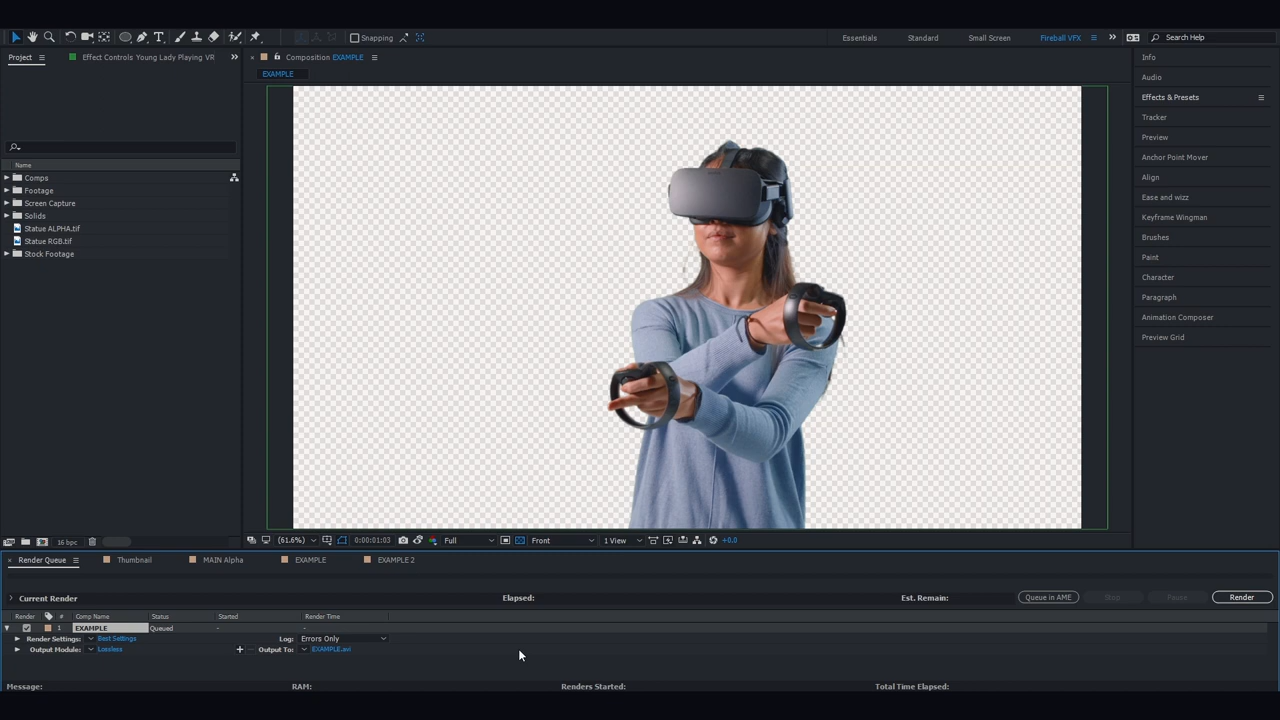 Snapping
Essentials
Standard
Small Screen
Fireball VFX
Search Help
Project
Effect Controls Young Lady Playing VR
Composition EXAMPLE
EXAMPLE
Name
Comps
Footage
Screen Capture
Solids
Statue ALPHA.tif
Statue RGB.tif
Stock Footage
Info
Audio
Effects & Presets
Tracker
Preview
Anchor Point Mover
Align
Ease and wizz
Keyframe Wingman
Brushes
Paint
Character
Paragraph
Animation Composer
Preview Grid
16 bpc
(61.6%)
0:00:01:03
Full
Front
1 View
+0.0
Render Queue
Thumbnail
MAIN Alpha
EXAMPLE
EXAMPLE 2
Current Render
Elapsed:
Est. Remain:
Queue in AME
Stop
Pause
Render
Render
#
Comp Name
Status
Started
Render Time
1
EXAMPLE
Queued
-
-
Render Settings:
Best Settings
Log:
Errors Only
Output Module:
Lossless
Output To:
EXAMPLE.avi
Message:
RAM:
Renders Started:
Total Time Elapsed: